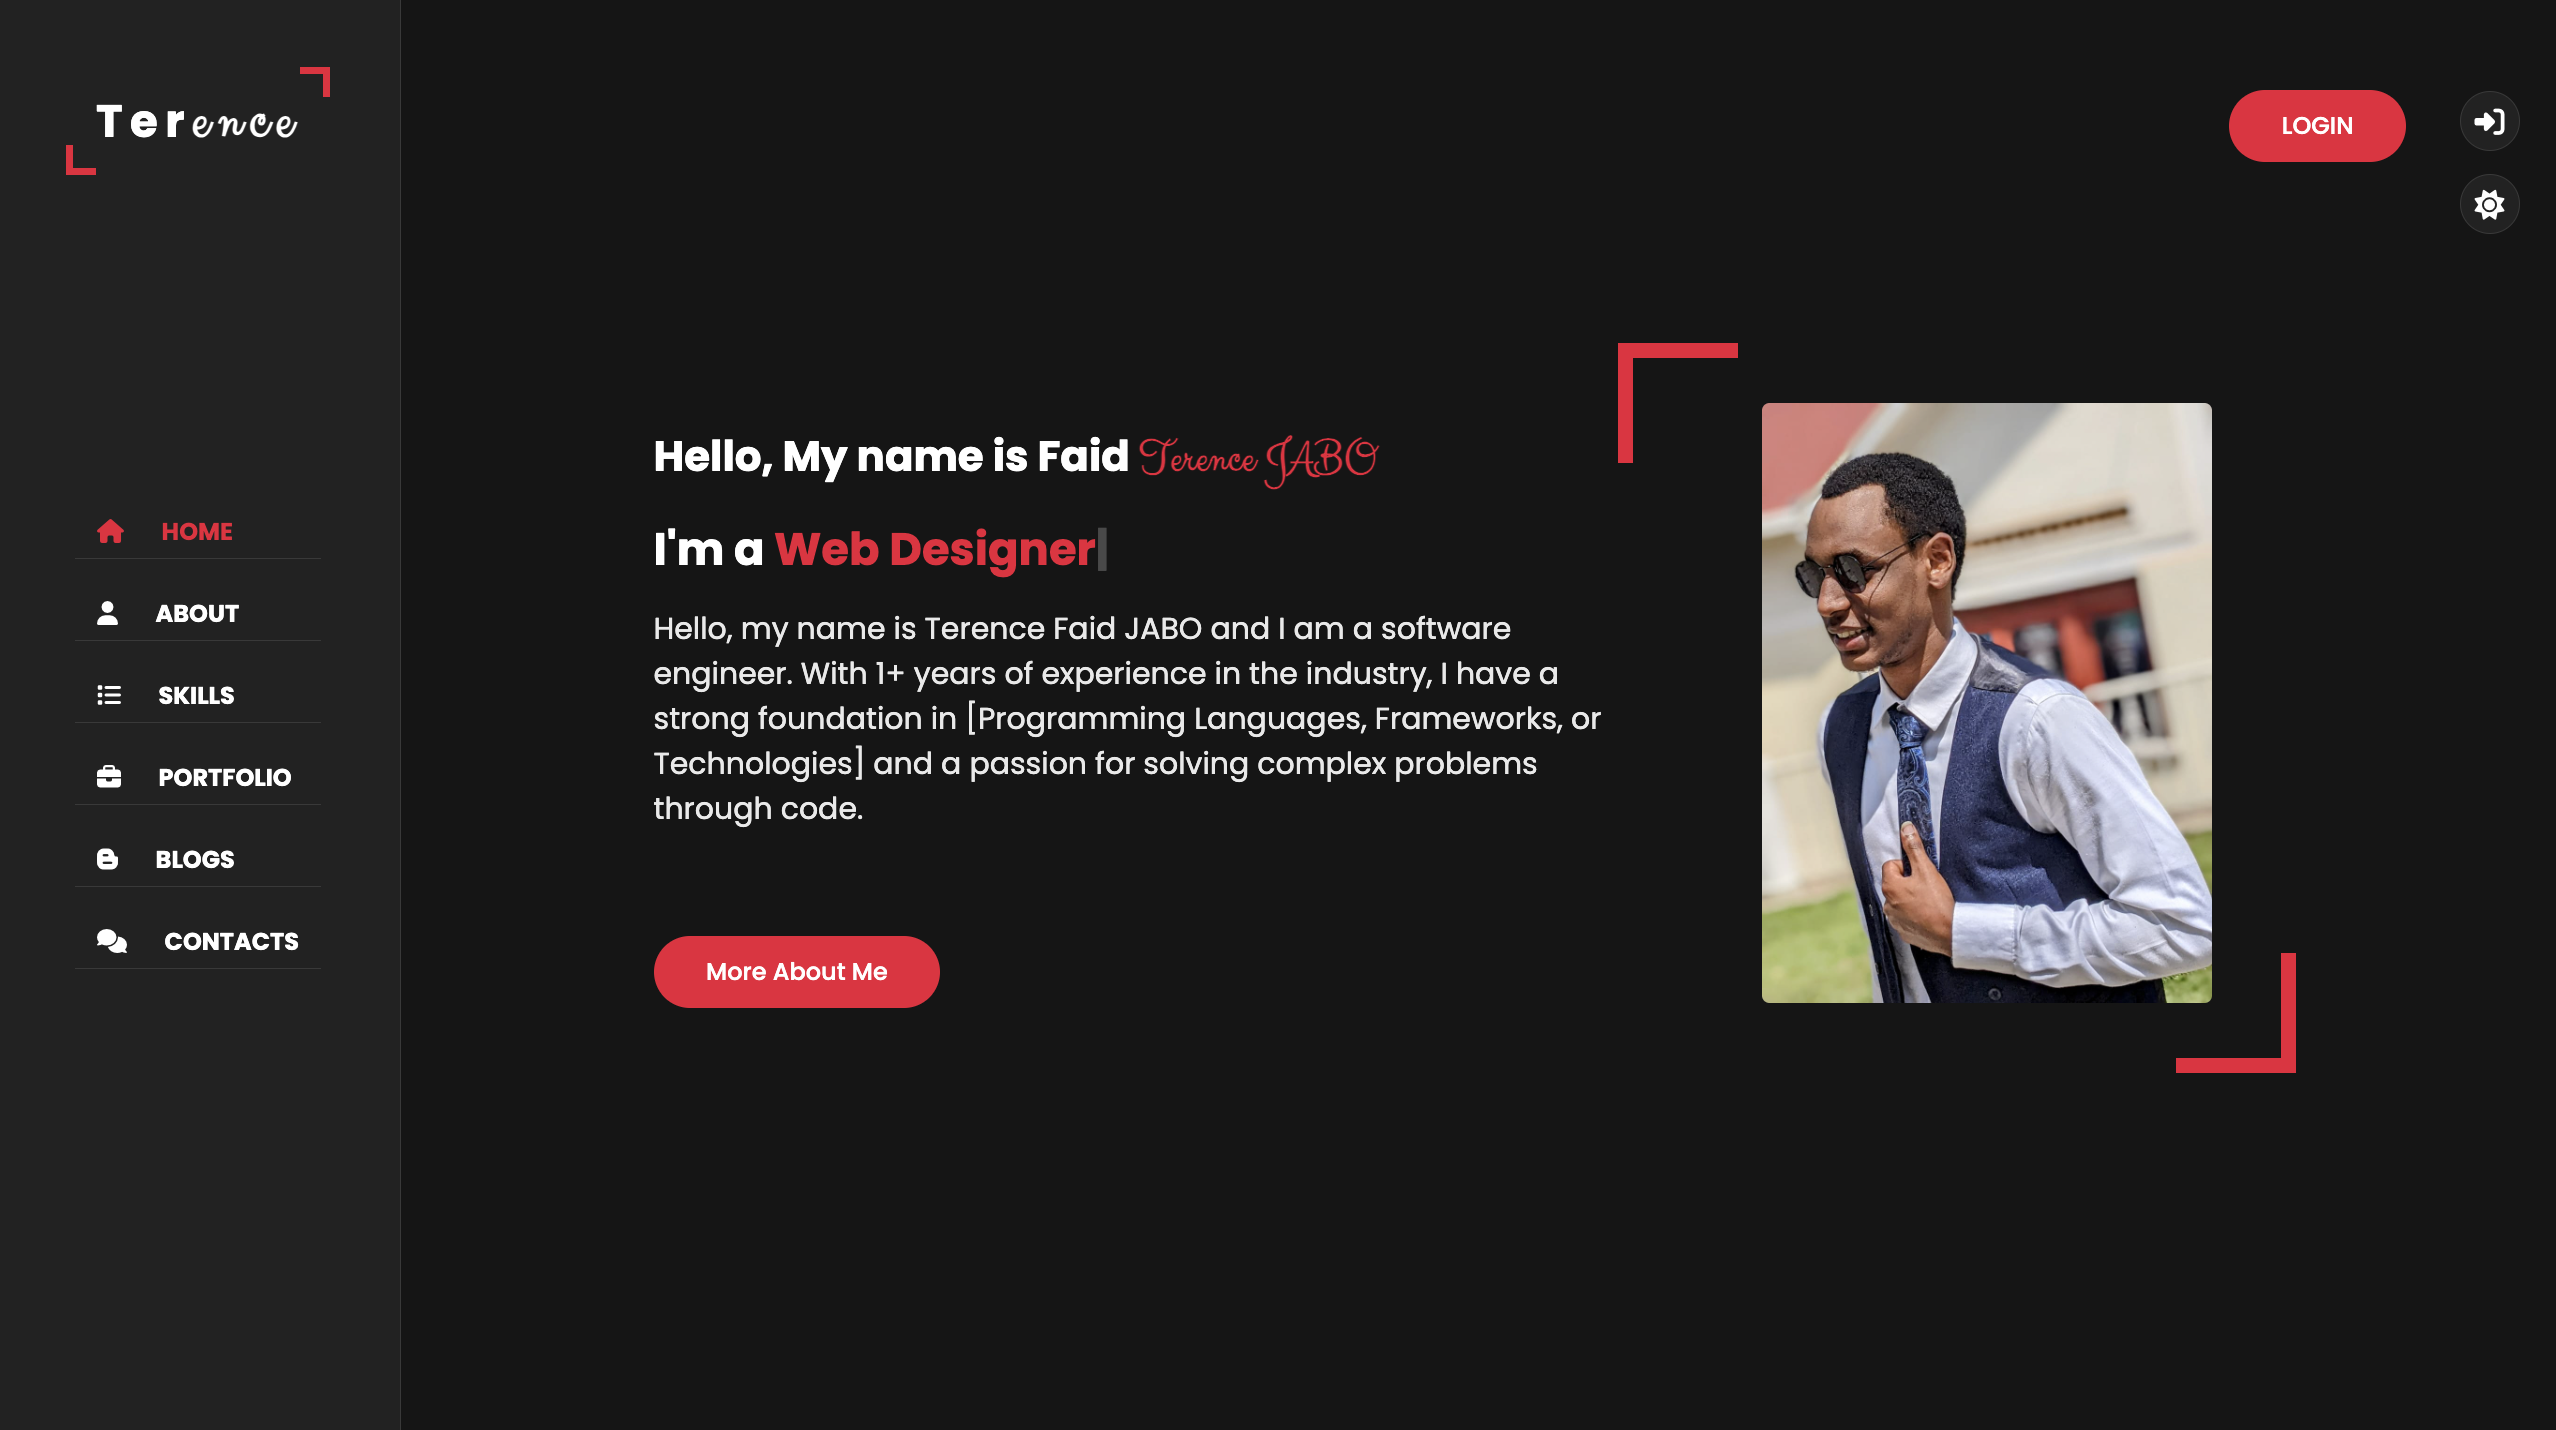 Terence
LOGIN
Hello, My name is Faid Terence JABO
I'm a Web Designer
Hello, my name is Terence Faid JABO and I am a software
engineer. With 1+ years of experience in the industry, I have a
strong foundation in [Programming Languages, Frameworks, or
Technologies] and a passion for solving complex problems
through code.
More About Me
HOME
ABOUT
SKILLS
PORTFOLIO
BLOGS
CONTACTS